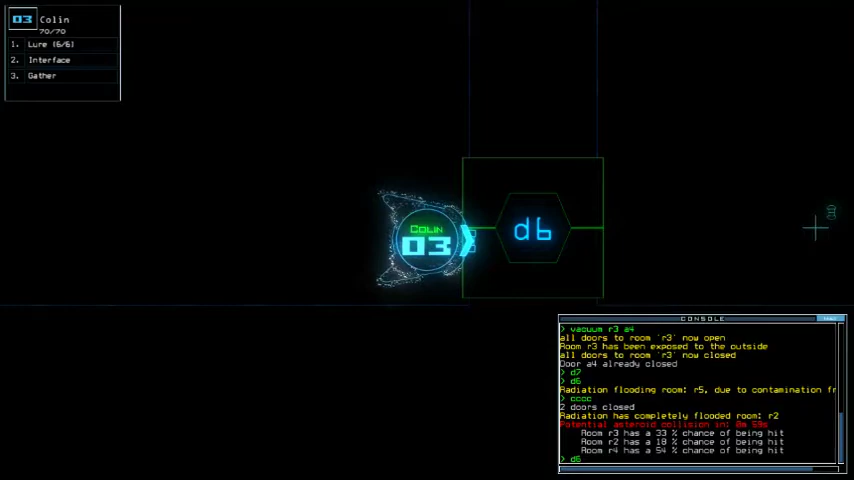 03 Colin
70/70
1. Lure (6/6)
2. Interface
3. Gather
Colin
03
d6
CONSOLE
> vacuum r3 a4
all doors to room 'r3' now open
Room r3 has been exposed to the outside
all doors to room 'r3' now closed
Door a4 already closed
> d7
> d6
Radiation flooding room: r5, due to contamination fr
> cccc
2 doors closed
Radiation has completely flooded room: r2
Potential asteroid collision in: 0m 59s
Room r3 has a 33 % chance of being hit
Room r2 has a 18 % chance of being hit
Room r4 has a 54 % chance of being hit
> d6